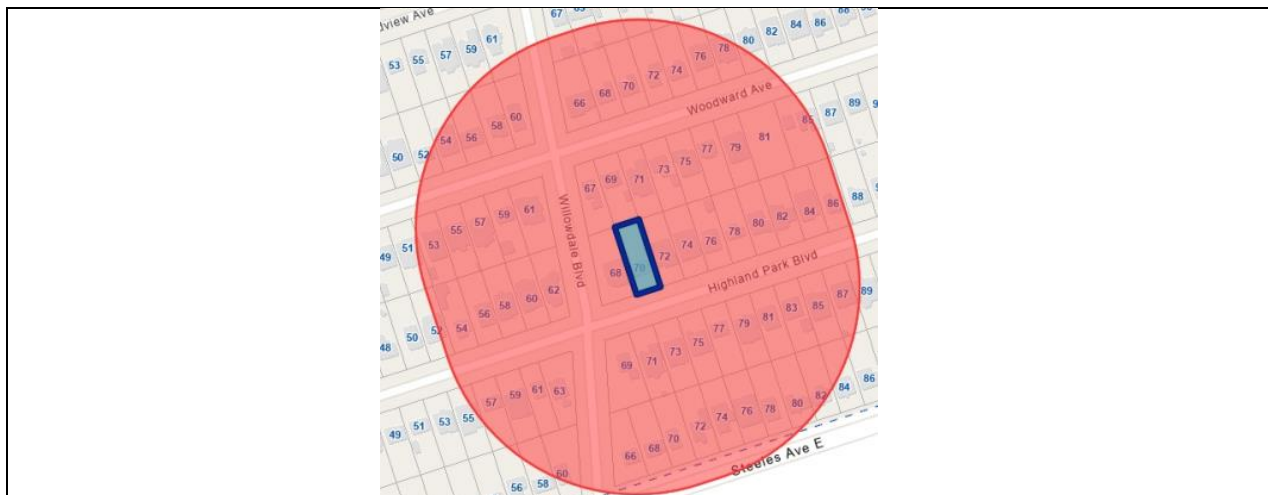 dview Ave
67 63
53 55 57 59 61
66 68 70 72 74 76 78 80 82 84 86 88
Woodward Ave
50 52 54 56 58 60
85 87 89 9
67 69 71 73 75 77 79 81
49 51 53 55 57 59 61
Willowdale Blvd
68 70 72 74 76 78 80 82 84 86 88
Highland Park Blvd
48 50 52 54 56 58 60 62
69 71 73 75 77 79 81 83 85 87 89
49 51 53 55 57 59 61 63
66 68 70 72 74 76 78 80 82 84 86
Steeles Ave E
56 58 60